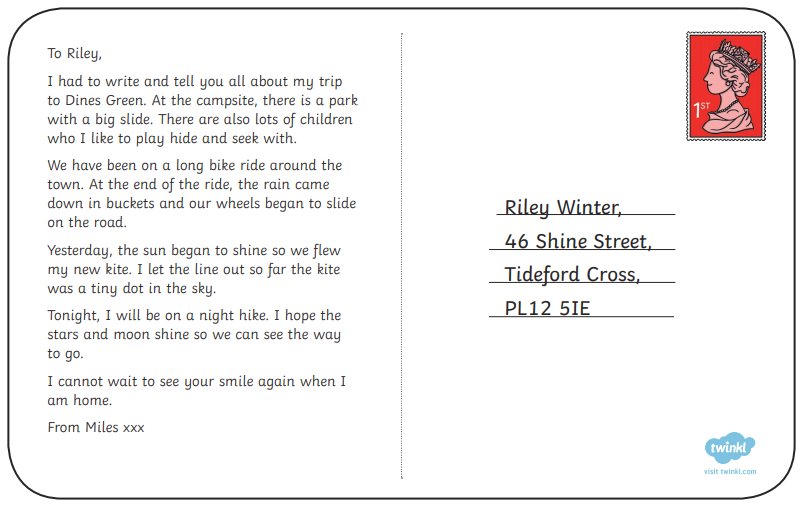 To Riley,
I had to write and tell you all about my trip
to Dines Green. At the campsite, there is a park
with a big slide. There are also lots of children
who I like to play hide and seek with.
We have been on a long bike ride around the
town. At the end of the ride, the rain came
down in buckets and our wheels began to slide
on the road.
Yesterday, the sun began to shine so we flew
my new kite. I let the line out so far the kite
was a tiny dot in the sky.
Tonight, I will be on a night hike. I hope the
stars and moon shine so we can see the way
to go.
I cannot wait to see your smile again when I
am home.
From Miles xxx
1ST
Riley Winter,
46 Shine Street,
Tideford Cross,
PL12 5IE
twinkl
visit twinkl.com